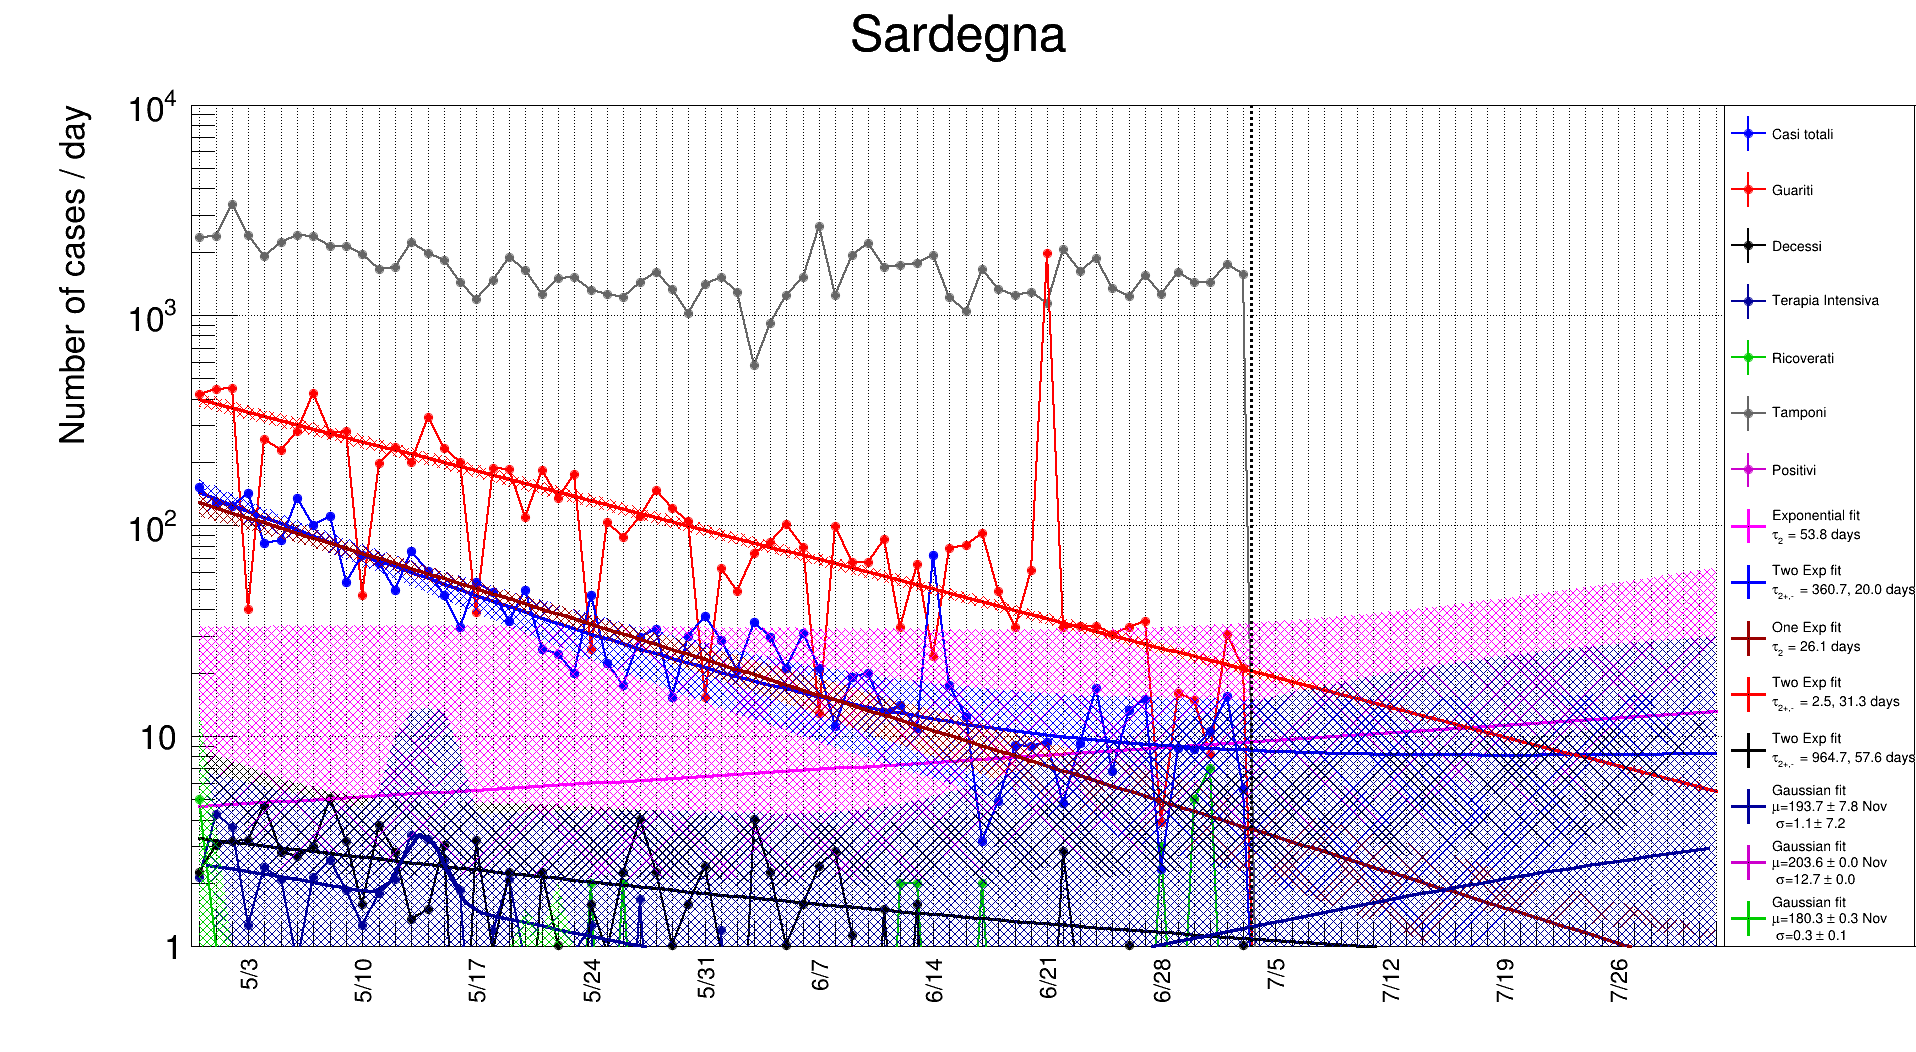 Sardegna
Number of cases / day
10^4
10^3
10^2
10
1
5/3
5/10
5/17
5/24
5/31
6/7
6/14
6/21
6/28
7/5
7/12
7/19
7/26
Casi totali
Guariti
Decessi
Terapia Intensiva
Ricoverati
Tamponi
Positivi
Exponential fit
τ2 = 53.8 days
Two Exp fit
τ2+,- = 360.7, 20.0 days
One Exp fit
τ2 = 26.1 days
Two Exp fit
τ2+,- = 2.5, 31.3 days
Two Exp fit
τ2+,- = 964.7, 57.6 days
Gaussian fit
μ=193.7 ± 7.8 Nov
σ=1.1 ± 7.2
Gaussian fit
μ=203.6 ± 0.0 Nov
σ=12.7 ± 0.0
Gaussian fit
μ=180.3 ± 0.3 Nov
σ=0.3 ± 0.1